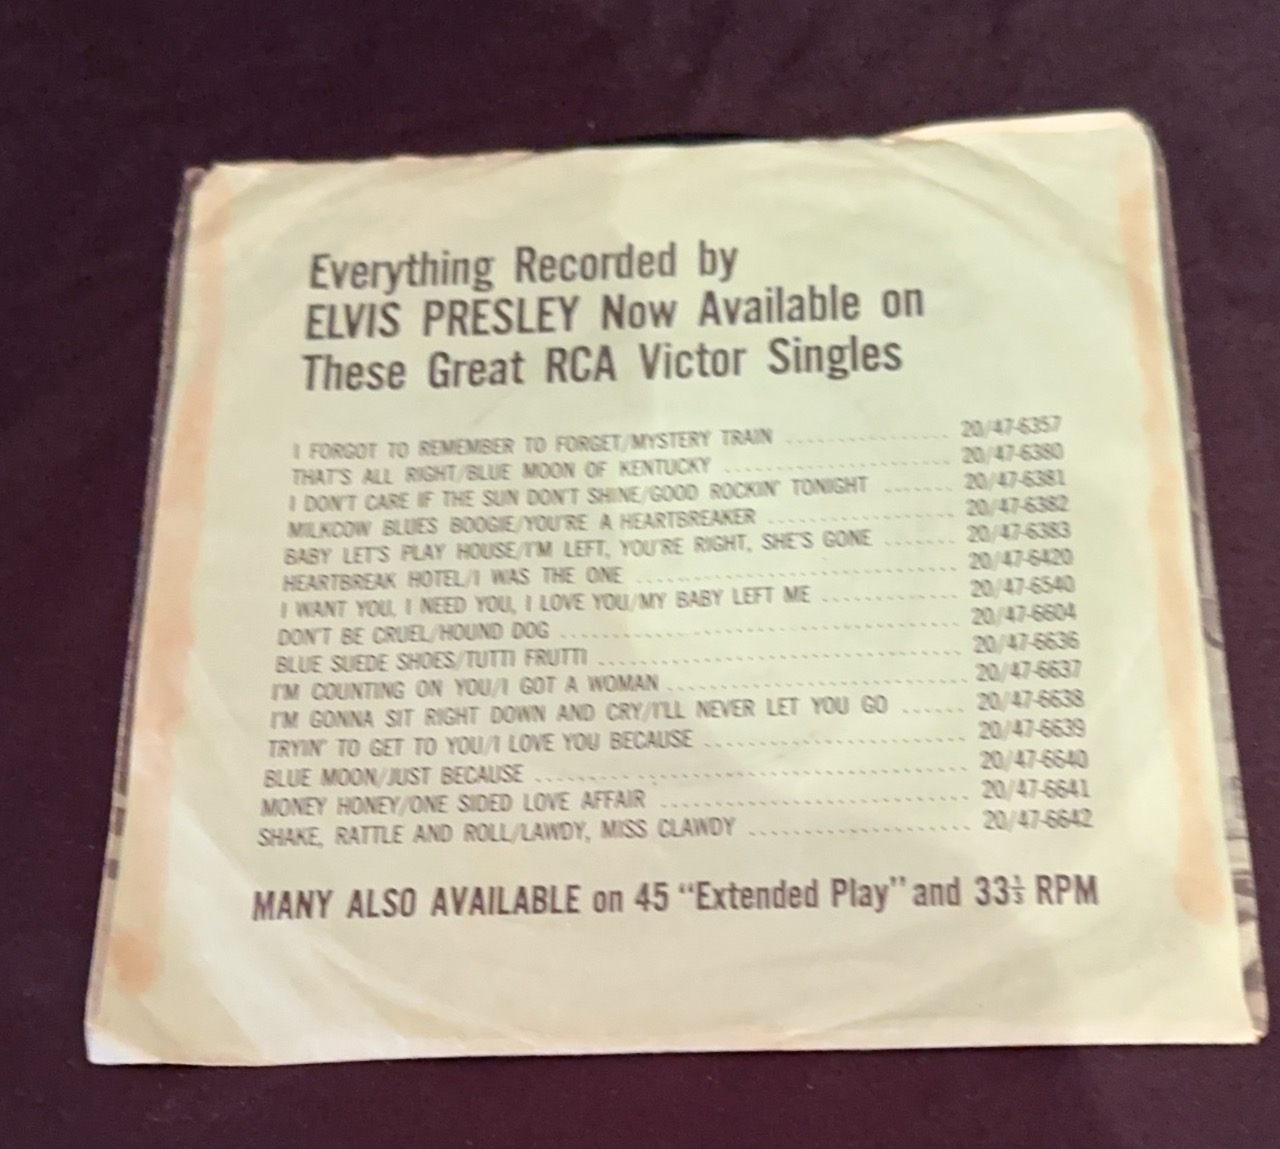 Everything Recorded by
ELVIS PRESLEY Now Available on
These Great RCA Victor Singles
I FORGOT TO REMEMBER TO FORGET/MYSTERY TRAIN ................ 20/47-6357
THAT'S ALL RIGHT/BLUE MOON OF KENTUCKY ...................... 20/47-6380
I DON'T CARE IF THE SUN DON'T SHINE/GOOD ROCKIN' TONIGHT ....... 20/47-6381
MILKCOW BLUES BOOGIE/YOU'RE A HEARTBREAKER .................. 20/47-6382
BABY LET'S PLAY HOUSE/I'M LEFT, YOU'RE RIGHT, SHE'S GONE ....... 20/47-6383
HEARTBREAK HOTEL/I WAS THE ONE ............................... 20/47-6420
I WANT YOU, I NEED YOU, I LOVE YOU/MY BABY LEFT ME ............. 20/47-6540
DON'T BE CRUEL/HOUND DOG ...................................... 20/47-6604
BLUE SUEDE SHOES/TUTTI FRUTTI .................................. 20/47-6636
I'M COUNTING ON YOU/I GOT A WOMAN ............................ 20/47-6637
I'M GONNA SIT RIGHT DOWN AND CRY/I'LL NEVER LET YOU GO ...... 20/47-6638
TRYIN' TO GET TO YOU/I LOVE YOU BECAUSE ........................ 20/47-6639
BLUE MOON/JUST BECAUSE ........................................ 20/47-6640
MONEY HONEY/ONE SIDED LOVE AFFAIR ............................ 20/47-6641
SHAKE, RATTLE AND ROLL/LAWDY, MISS CLAWDY .................... 20/47-6642
MANY ALSO AVAILABLE on 45 "Extended Play" and 33⅓ RPM